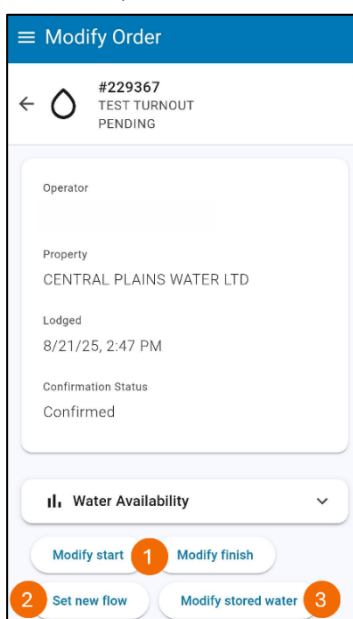 Modify Order
#229367
TEST TURNOUT
PENDING
Operator
Property
CENTRAL PLAINS WATER LTD
Lodged
8/21/25, 2:47 PM
Confirmation Status
Confirmed
Water Availability
Modify start 1 Modify finish
2 Set new flow Modify stored water 3